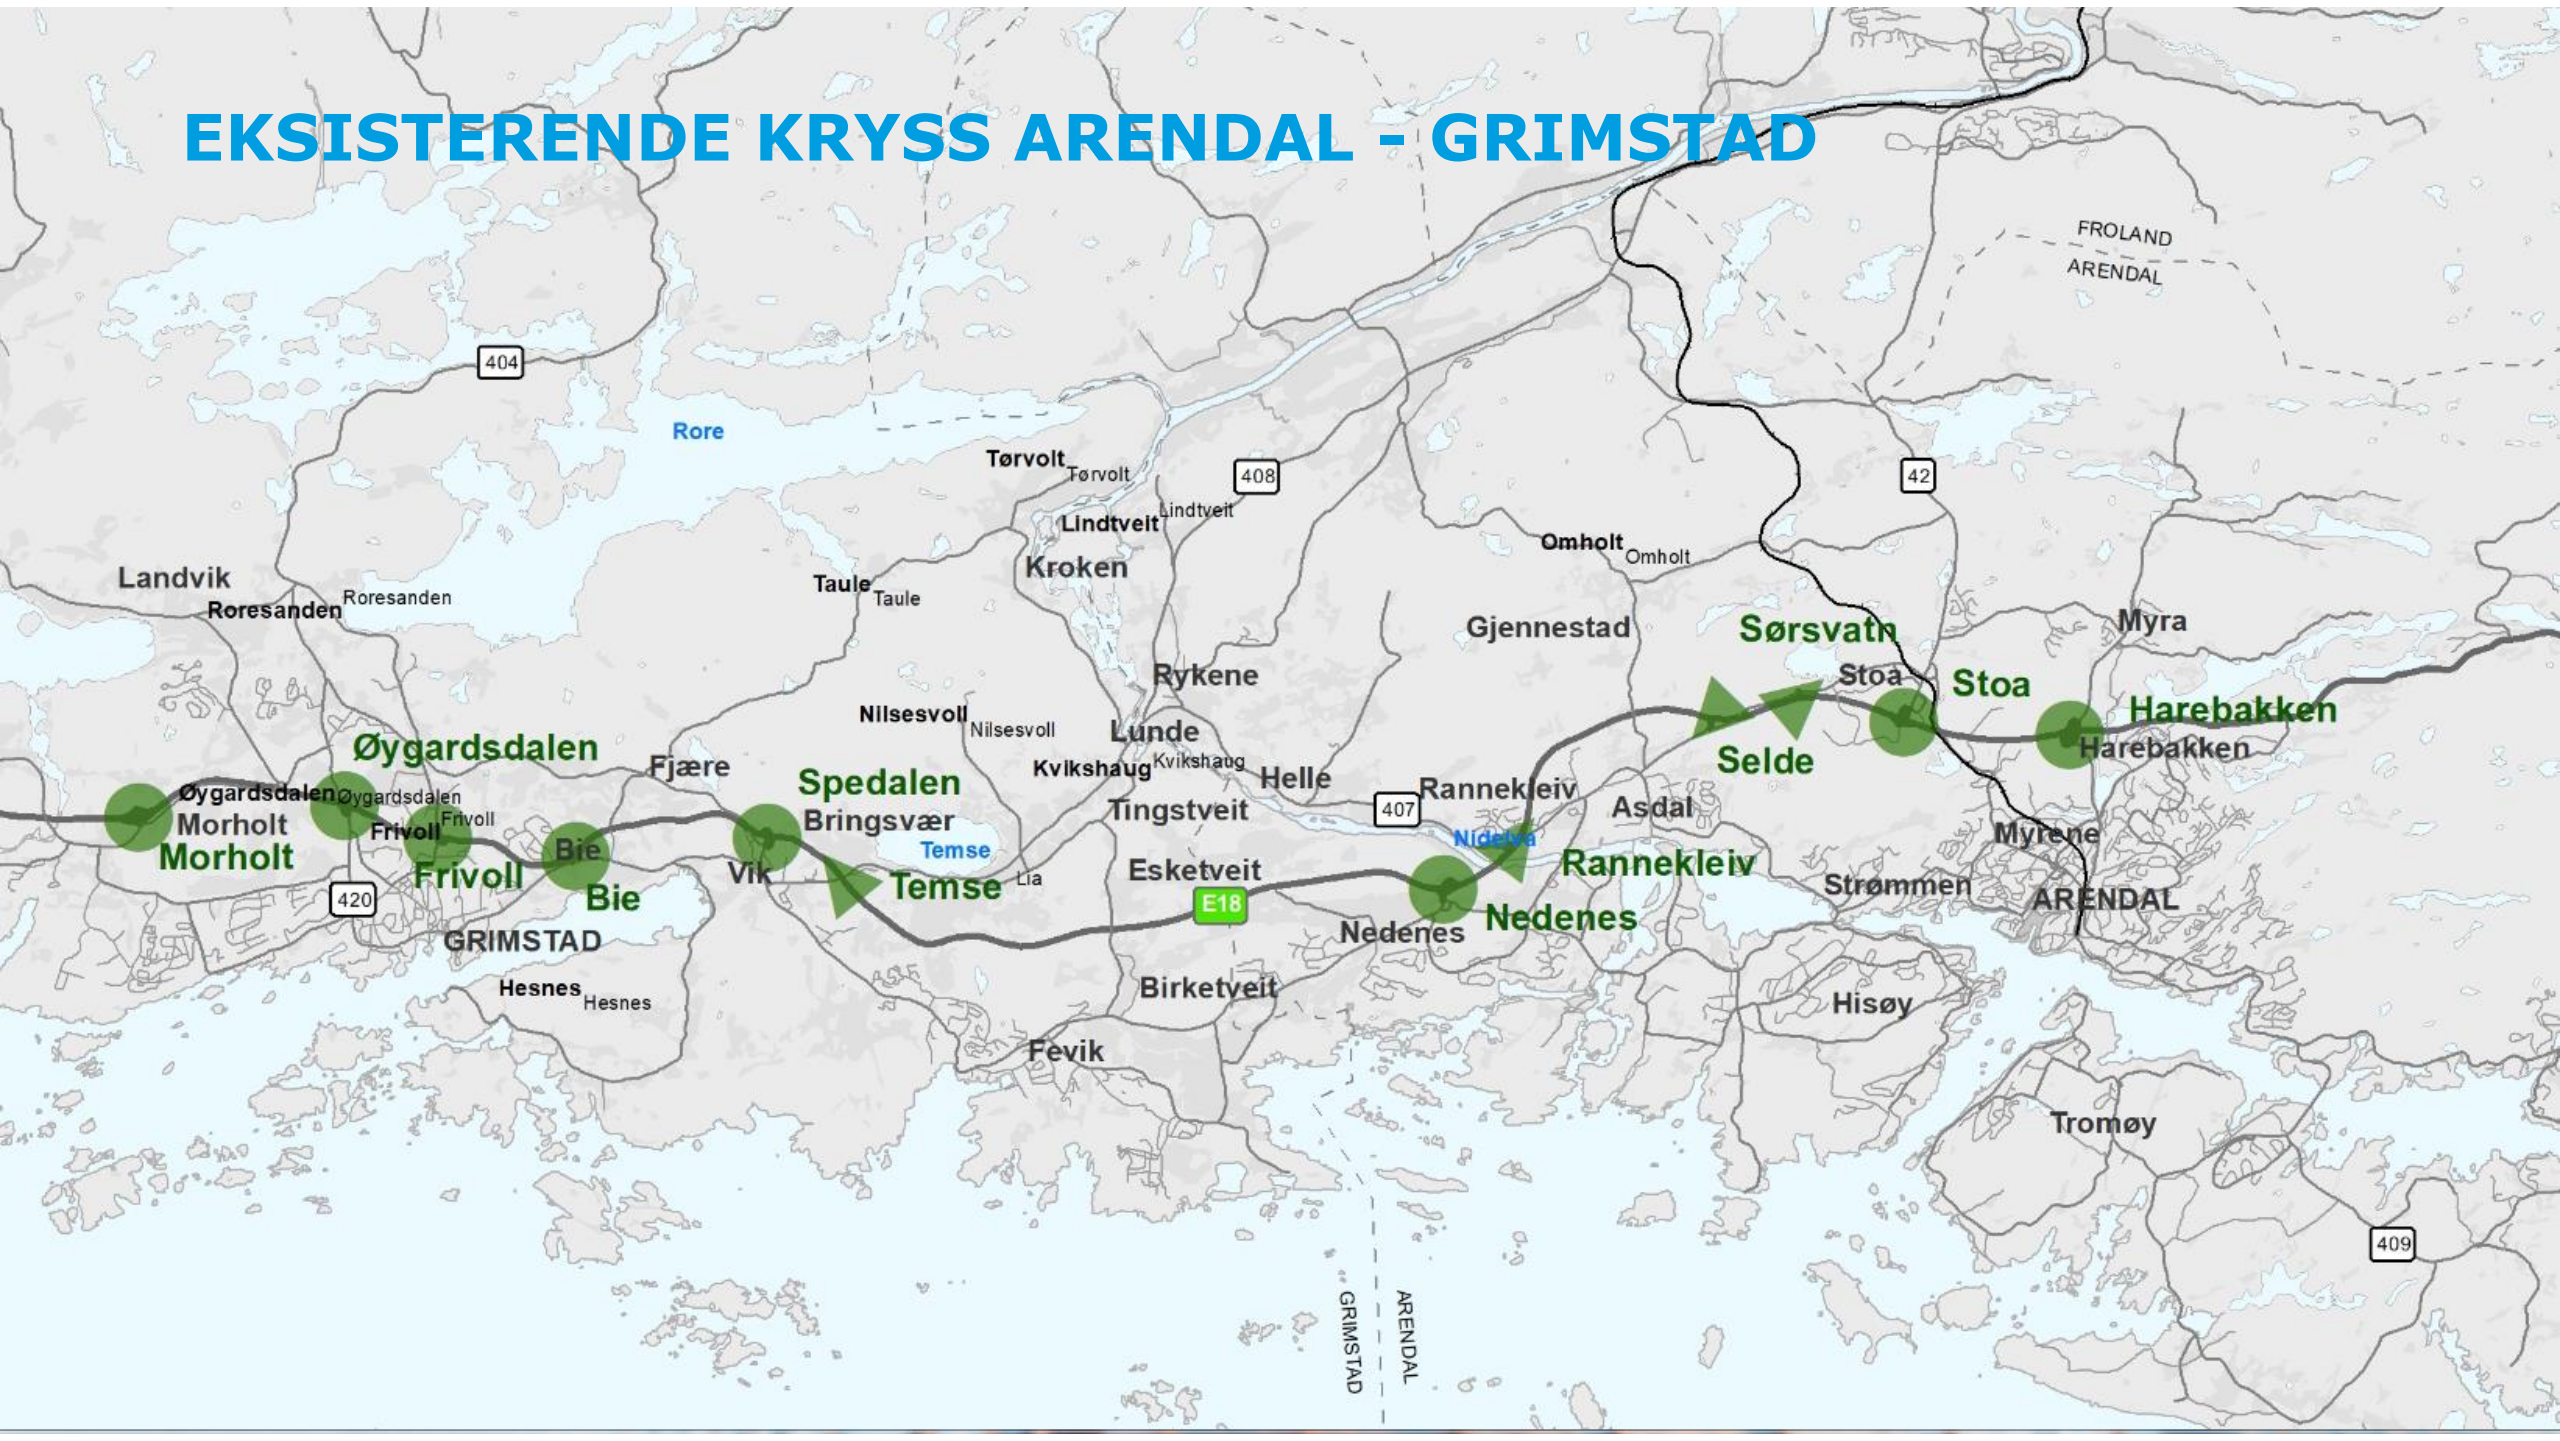 EKSISTERENDE KRYSS ARENDAL - GRIMSTAD
FROLAND
ARENDAL
404
Rore
Tørvolt
Tørvolt
408
42
Lindtveit
Lindtveit
Omholt
Omholt
Kroken
Landvik
Taule
Taule
Roresanden
Roresanden
Gjennestad
Sørsvatn
Myra
Rykene
Stoa
Stoa
Nilsesvoll
Nilsesvoll
Harebakken
Harebakken
Lunde
Øygardsdalen
Kvikshaug
Kvikshaug
Selde
Fjære
Helle
Spedalen
Rannekleiv
Øygardsdalen
Øygardsdalen
407
Asdal
Tingstveit
Bringsvær
Morholt
Frivoll
Frivoll
Myrene
Nidelva
Morholt
Bie
Temse
Rannekleiv
Vik
Esketveit
Frivoll
Temse
Lia
Strømmen
420
Bie
E18
ARENDAL
Nedenes
Nedenes
GRIMSTAD
Hesnes
Hesnes
Birketveit
Hisøy
Fevik
Tromøy
409
GRIMSTAD
ARENDAL